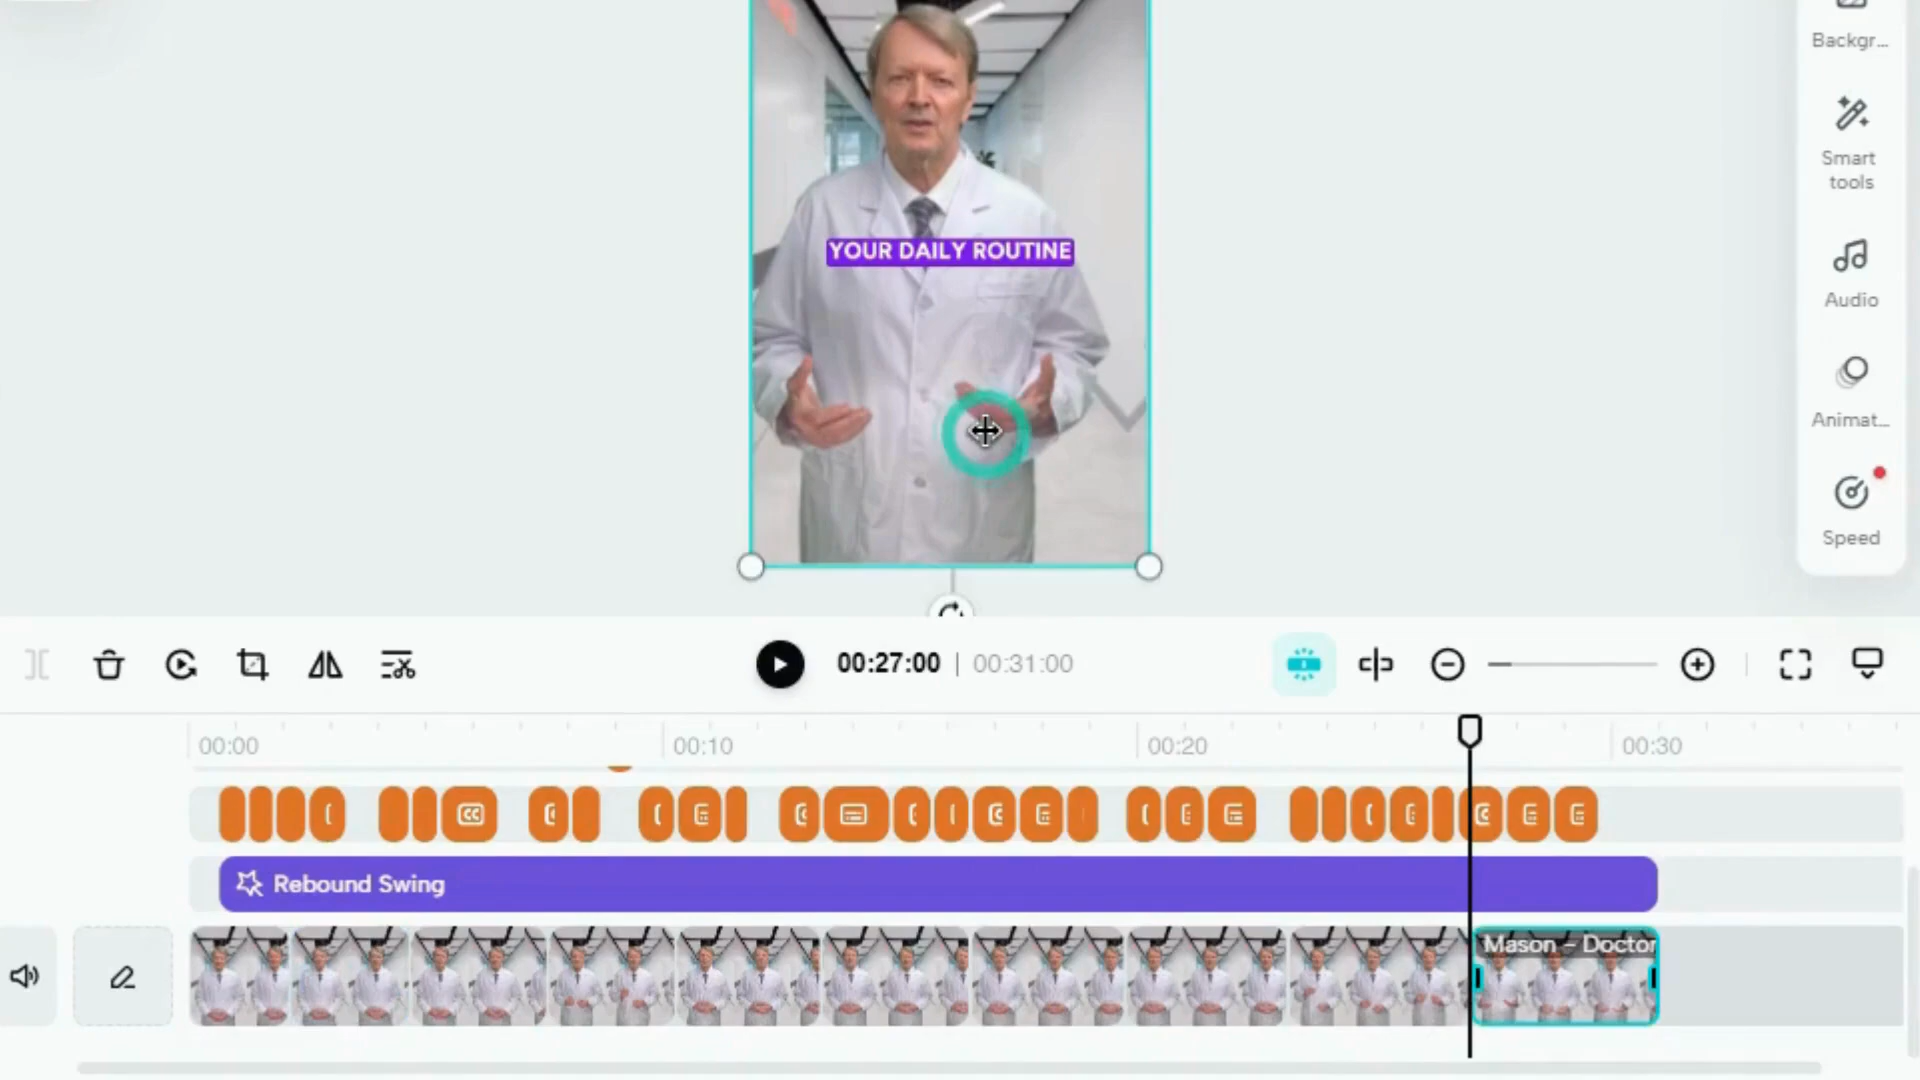 Backgr...
Smart
tools
Audio
Animat...
Speed
YOUR DAILY ROUTINE
00:27:00 | 00:31:00
00:00 00:10 00:20 00:30
Rebound Swing
Mason – Doctor